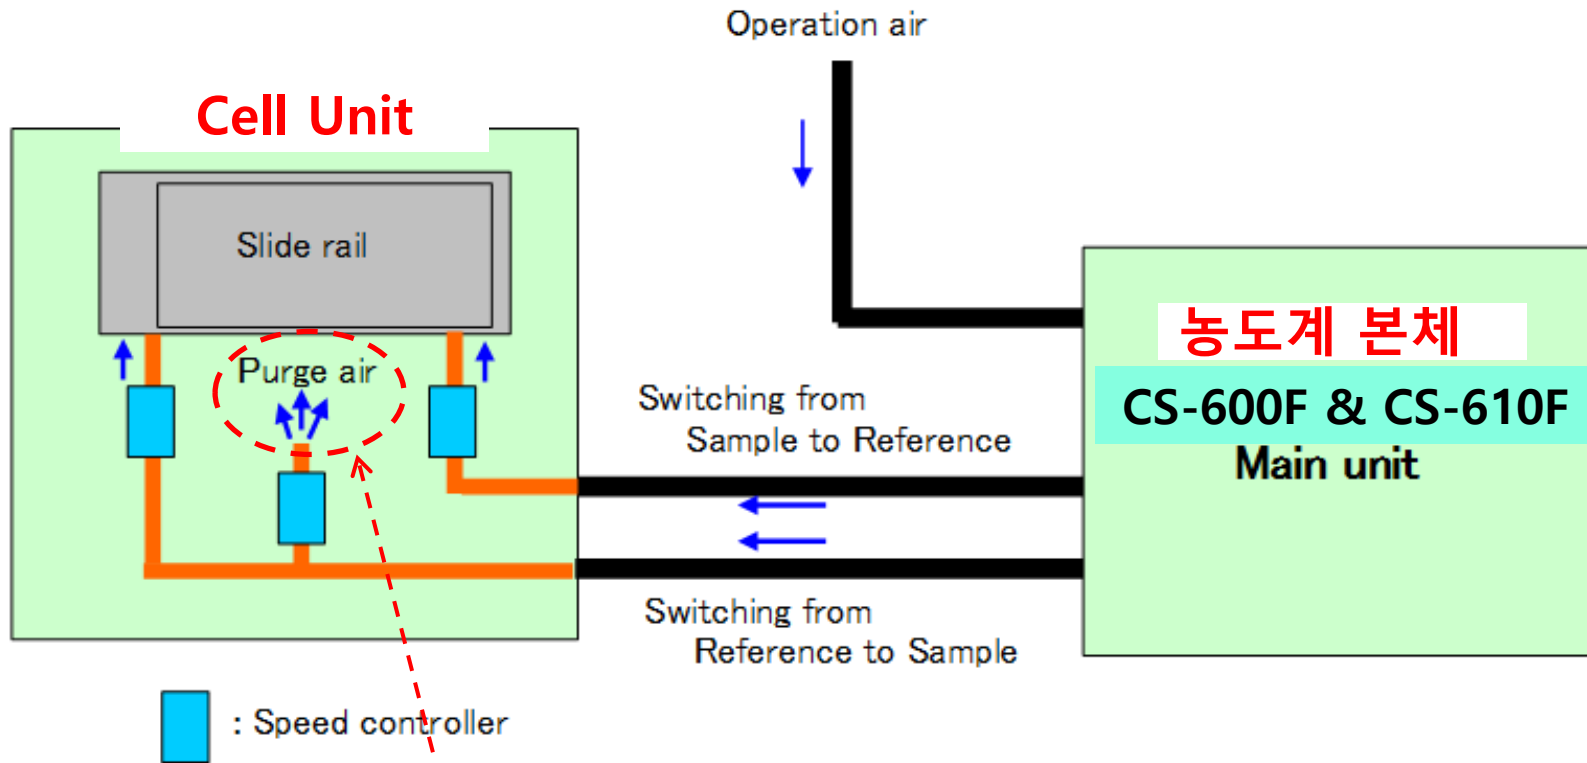 Operation air
Cell Unit
Slide rail
Purge air
Switching from
Sample to Reference
농도계 본체
CS-600F & CS-610F
Main unit
Switching from
Reference to Sample
: Speed controller